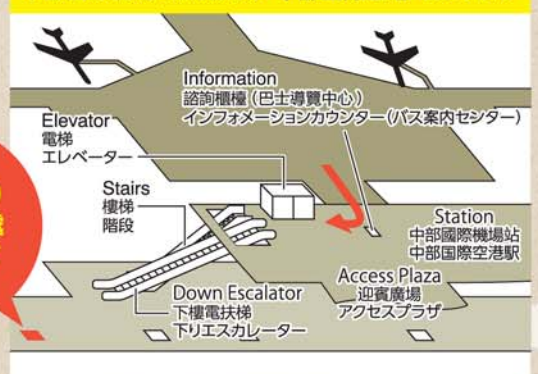 Information
諮詢櫃檯（巴士導覽中心）
インフォメーションカウンター（バス案内センター）
Elevator
電梯
エレベーター
Stairs
樓梯
階段
Station
中部國際機場站
中部国際空港駅
Access Plaza
迎賓廣場
アクセスプラザ
Down Escalator
下樓電扶梯
下りエスカレーター